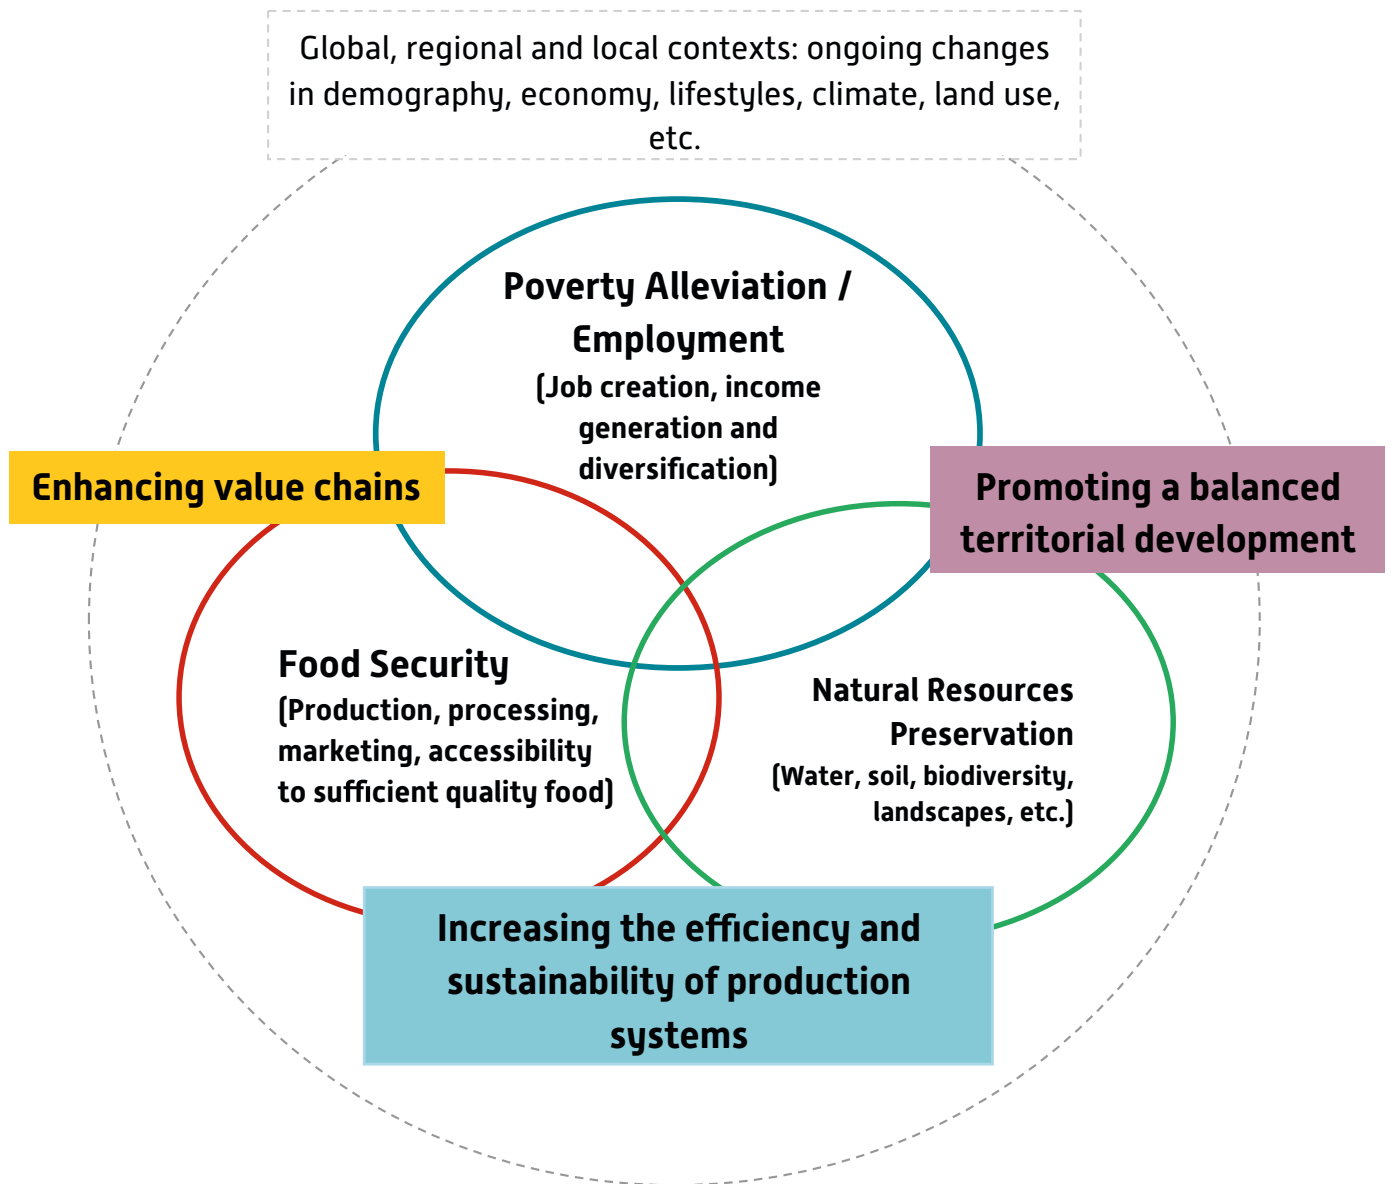 Global, regional and local contexts: ongoing changes
in demography, economy, lifestyles, climate, land use,
etc.
Poverty Alleviation /
Employment
(Job creation, income
generation and
diversification)
Enhancing value chains
Promoting a balanced
territorial development
Food Security
(Production, processing,
marketing, accessibility
to sufficient quality food)
Natural Resources
Preservation
(Water, soil, biodiversity,
landscapes, etc.)
Increasing the efficiency and
sustainability of production
systems